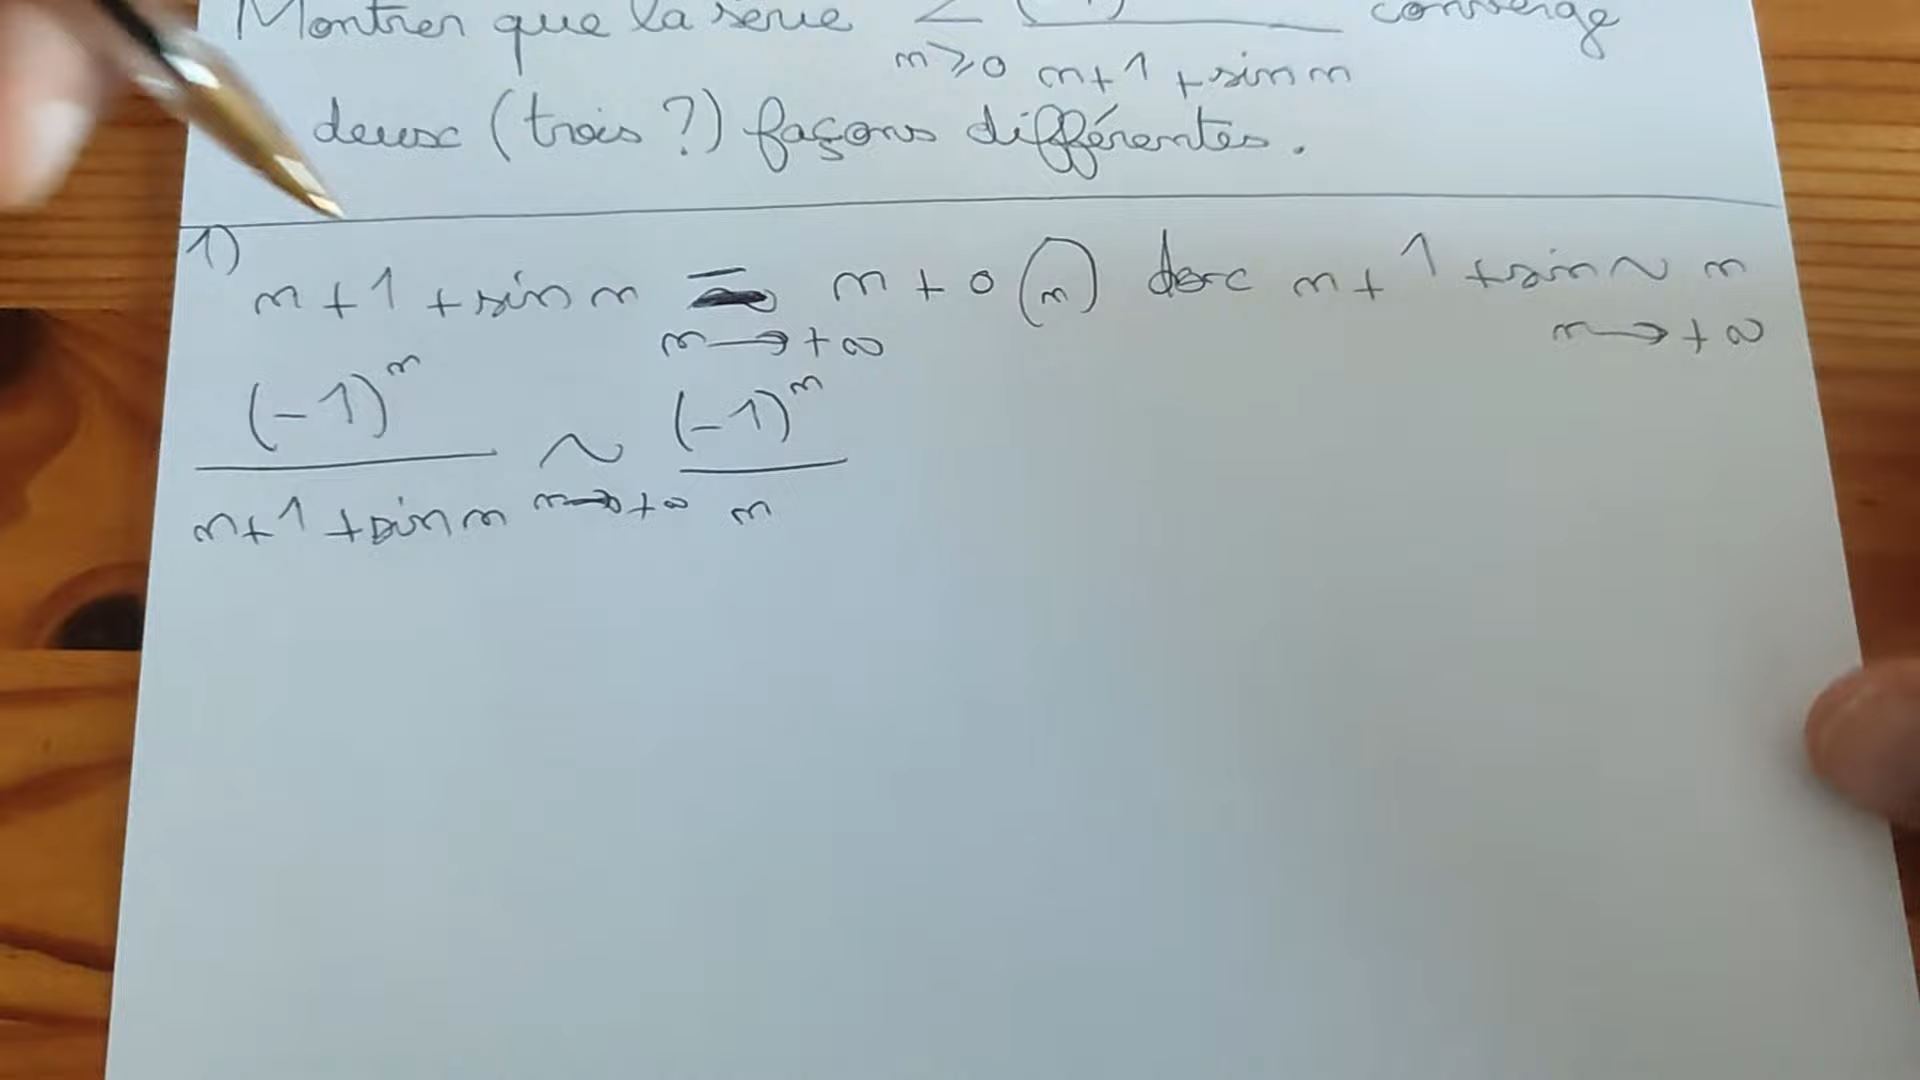 Montrer que la série Σ (-1) converge
n≥0 n+1+sin n
deux (trois ?) façons différentes.
1)
n+1+sin n = n+o(n) donc n+1+sin ~ n
n→+∞ n→+∞
(-1)^n (-1)^n
~
n+1+sin n n→+∞ n